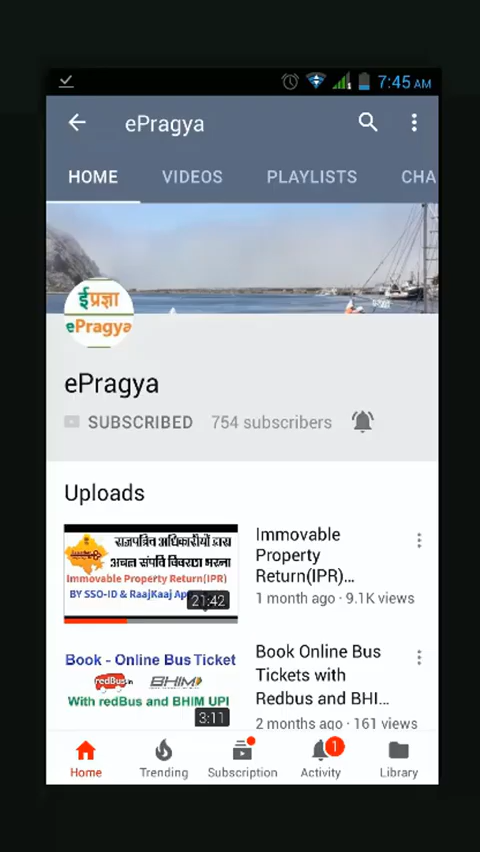 7:45 AM
ePragya
HOME VIDEOS PLAYLISTS CHA
ईप्रज्ञा
ePragya
ePragya
SUBSCRIBED 754 subscribers
Uploads
राजपत्रित अधिकारीयों द्वारा
अचल संपत्ति विवरण भरना
Immovable Property Return(IPR)
BY SSO-ID & RaajKaaj Ap
21:42
Immovable
Property
Return(IPR)...
1 month ago · 9.1K views
Book - Online Bus Ticket
redBus.in BHIM
With redBus and BHIM UPI
3:11
Book Online Bus
Tickets with
Redbus and BHI...
2 months ago · 161 views
1
Home Trending Subscription Activity Library